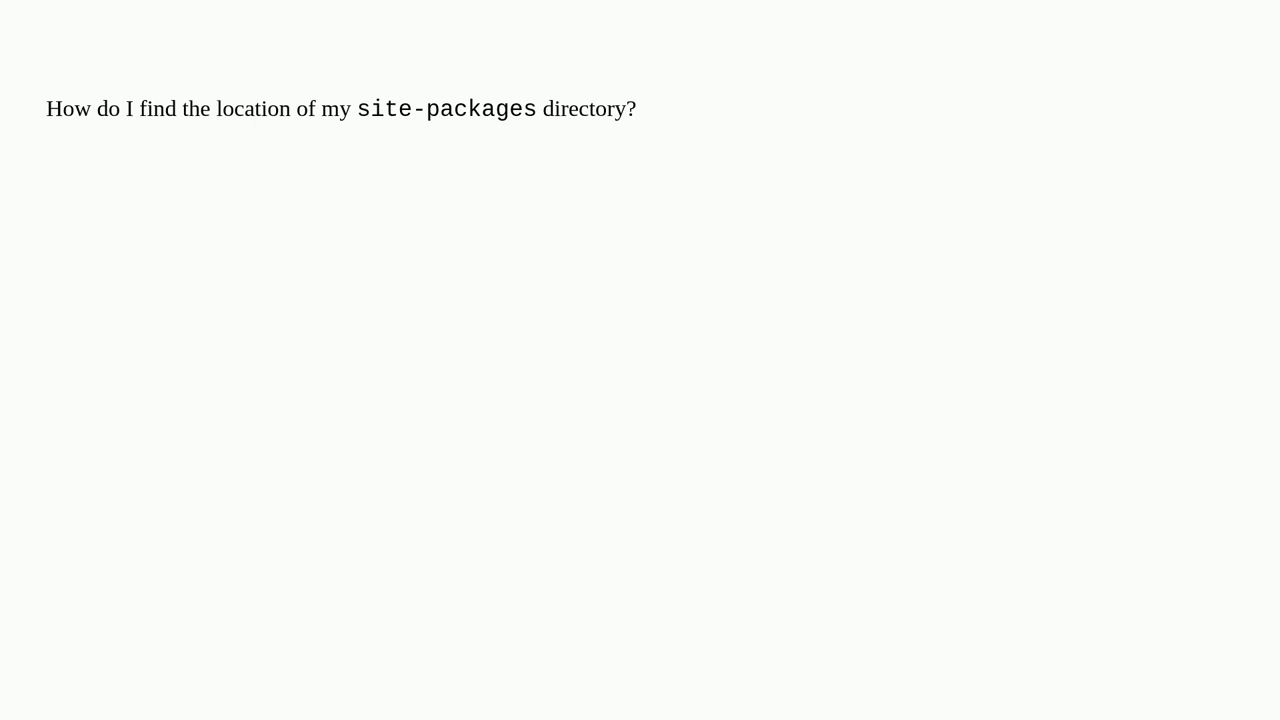 How do I find the location of my site-packages directory?